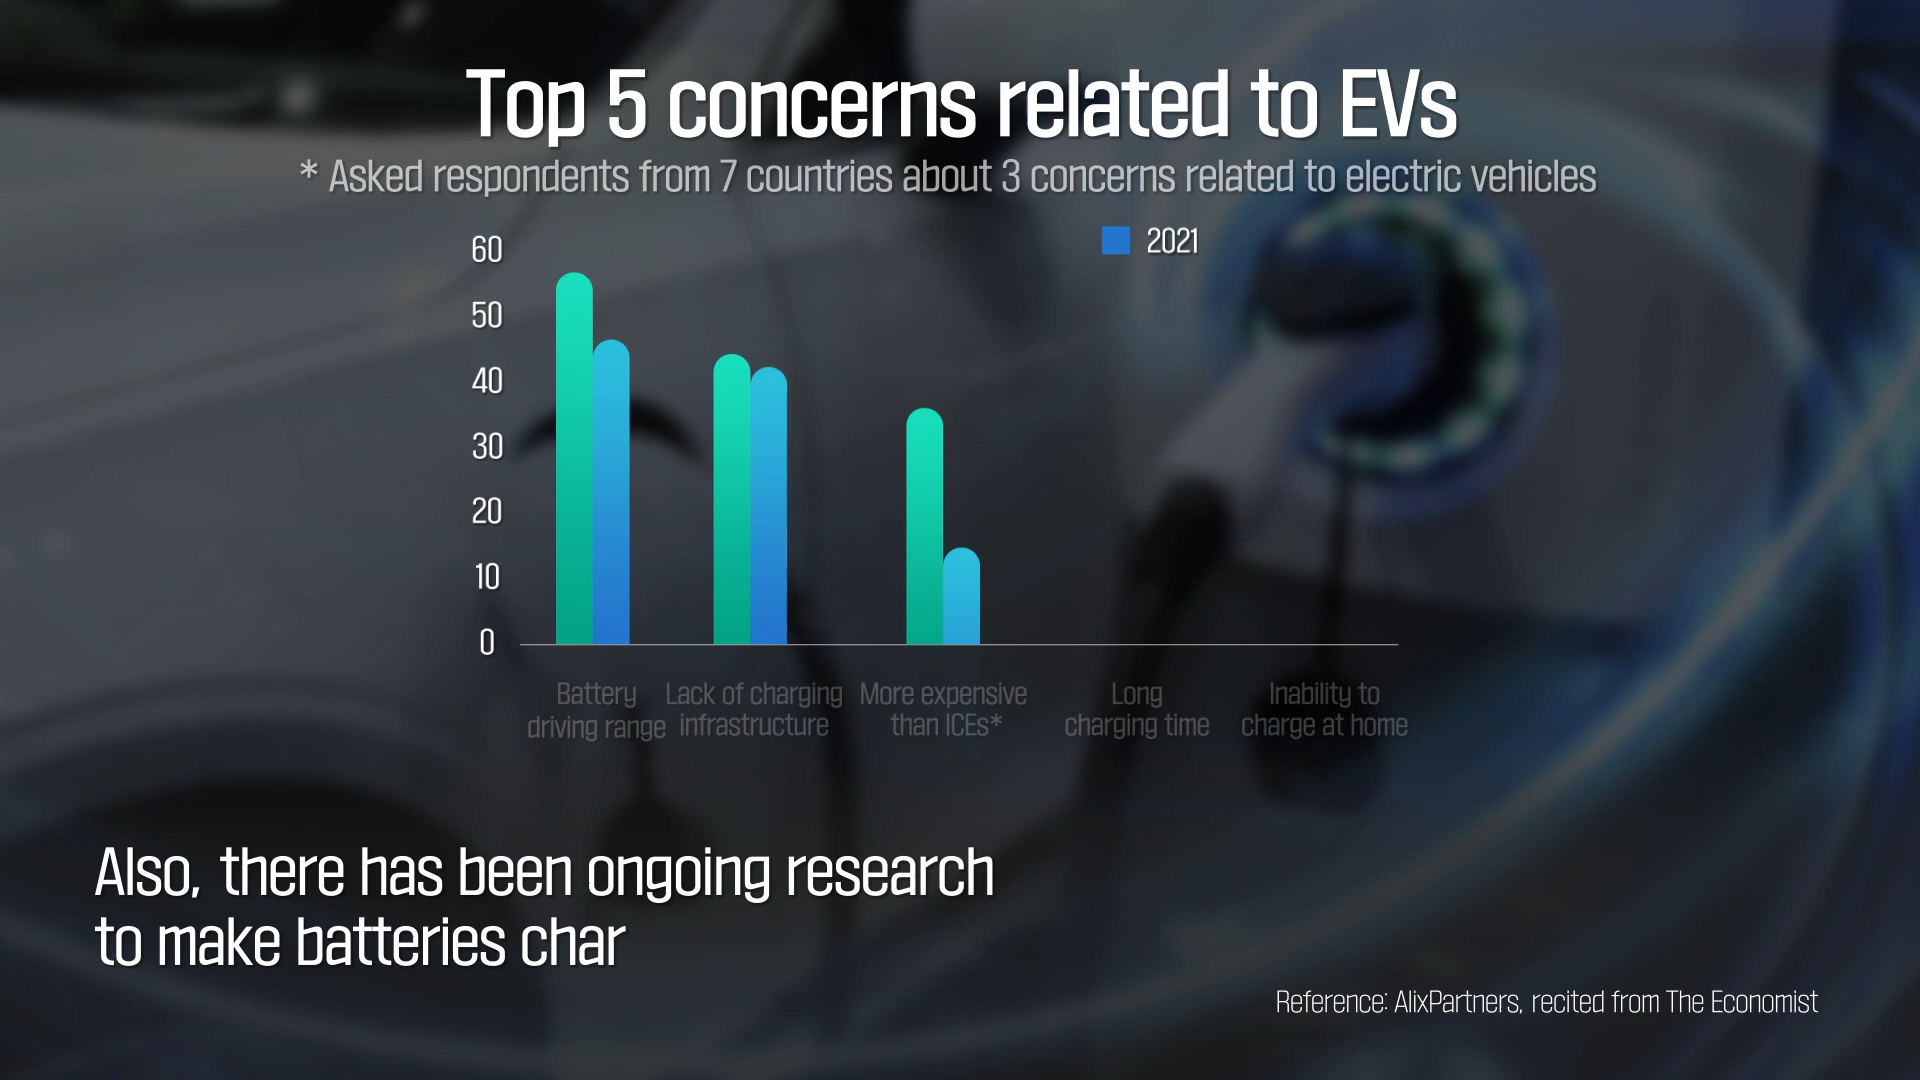 Top 5 concerns related to EVs
* Asked respondents from 7 countries about 3 concerns related to electric vehicles
2021
60
50
40
30
20
10
0
Battery
driving range
Lack of charging
infrastructure
More expensive
than ICEs*
Long
charging time
Inability to
charge at home
Also, there has been ongoing research
to make batteries char
Reference: AlixPartners, recited from The Economist